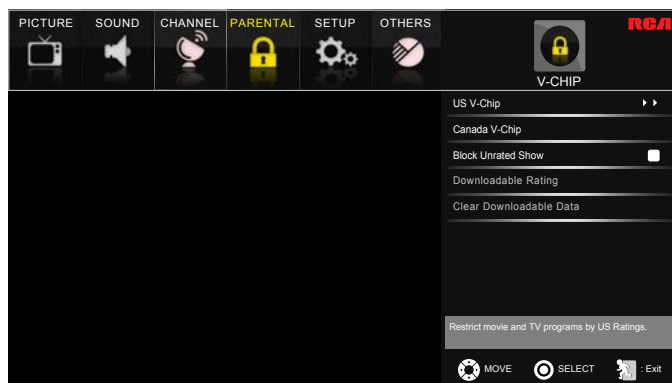 PICTURE SOUND CHANNEL PARENTAL SETUP OTHERS
RCA
V-CHIP
US V-Chip
Canada V-Chip
Block Unrated Show
Downloadable Rating
Clear Downloadable Data
Restrict movie and TV programs by US Ratings.
MOVE SELECT : Exit